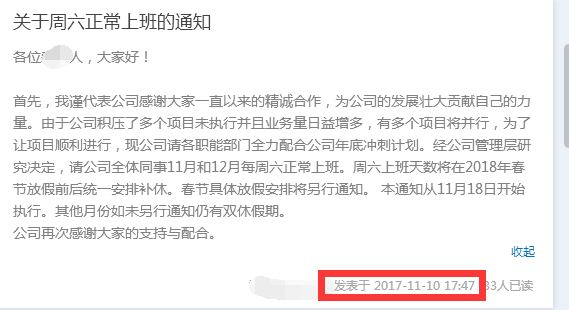 关于周六正常上班的通知
各位 人，大家好！
首先，我谨代表公司感谢大家一直以来的精诚合作，为公司的发展壮大贡献自己的力
量。由于公司积压了多个项目未执行并且业务量日益增多，有多个项目将并行，为了
让项目顺利进行，现公司请各职能部门全力配合公司年底冲刺计划。经公司管理层研
究决定，请公司全体同事11月和12月每周六正常上班。周六上班天数将在2018年春
节放假前后统一安排补休。春节具体放假安排将另行通知。 本通知从11月18日开始
执行。其他月份如未另行通知仍有双休假期。
公司再次感谢大家的支持与配合。
收起
发表于 2017-11-10 17:47 33人已读